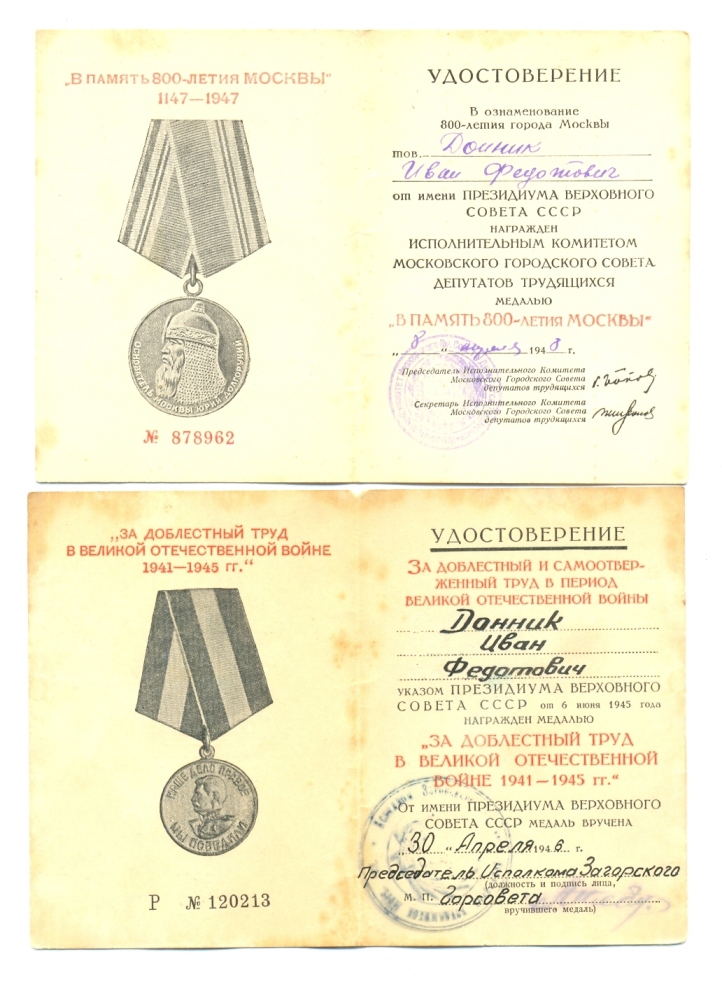 „В ПАМЯТЬ 800-ЛЕТИЯ МОСКВЫ"
1147—1947
ОСНОВАТЕЛЬ МОСКВЫ ЮРИЙ ДОЛГОРУКИЙ
№ 878962
УДОСТОВЕРЕНИЕ
В ознаменование
800-летия города Москвы
тов. Донник
Иван Федотович
от имени ПРЕЗИДИУМА ВЕРХОВНОГО
СОВЕТА СССР
НАГРАЖДЕН
ИСПОЛНИТЕЛЬНЫМ КОМИТЕТОМ
МОСКОВСКОГО ГОРОДСКОГО СОВЕТА
ДЕПУТАТОВ ТРУДЯЩИХСЯ
МЕДАЛЬЮ
„В ПАМЯТЬ 800-ЛЕТИЯ МОСКВЫ"
„8" апреля 1948 г.
Председатель Исполнительного Комитета
Московского Городского Совета
депутатов трудящихся
Г. Попов
Секретарь Исполнительного Комитета
Московского Городского Совета
депутатов трудящихся
„ЗА ДОБЛЕСТНЫЙ ТРУД
В ВЕЛИКОЙ ОТЕЧЕСТВЕННОЙ ВОЙНЕ
1941—1945 гг."
НАШЕ ДЕЛО ПРАВОЕ
МЫ ПОБЕДИЛИ
Р № 120213
УДОСТОВЕРЕНИЕ
ЗА ДОБЛЕСТНЫЙ И САМООТВЕР-
ЖЕННЫЙ ТРУД В ПЕРИОД
ВЕЛИКОЙ ОТЕЧЕСТВЕННОЙ ВОЙНЫ
Данник
Иван
Федотович
УКАЗОМ ПРЕЗИДИУМА ВЕРХОВНОГО
СОВЕТА СССР от 6 июня 1945 года
НАГРАЖДЕН МЕДАЛЬЮ
„ЗА ДОБЛЕСТНЫЙ ТРУД
В ВЕЛИКОЙ ОТЕЧЕСТВЕННОЙ
ВОЙНЕ 1941—1945 гг."
От имени ПРЕЗИДИУМА ВЕРХОВНОГО
СОВЕТА СССР МЕДАЛЬ ВРУЧЕНА
„30" Апреля 1946 г.
Председатель Исполкома Загорского
(должность и подпись лица,
М. П. Горсовета
вручившего медаль)